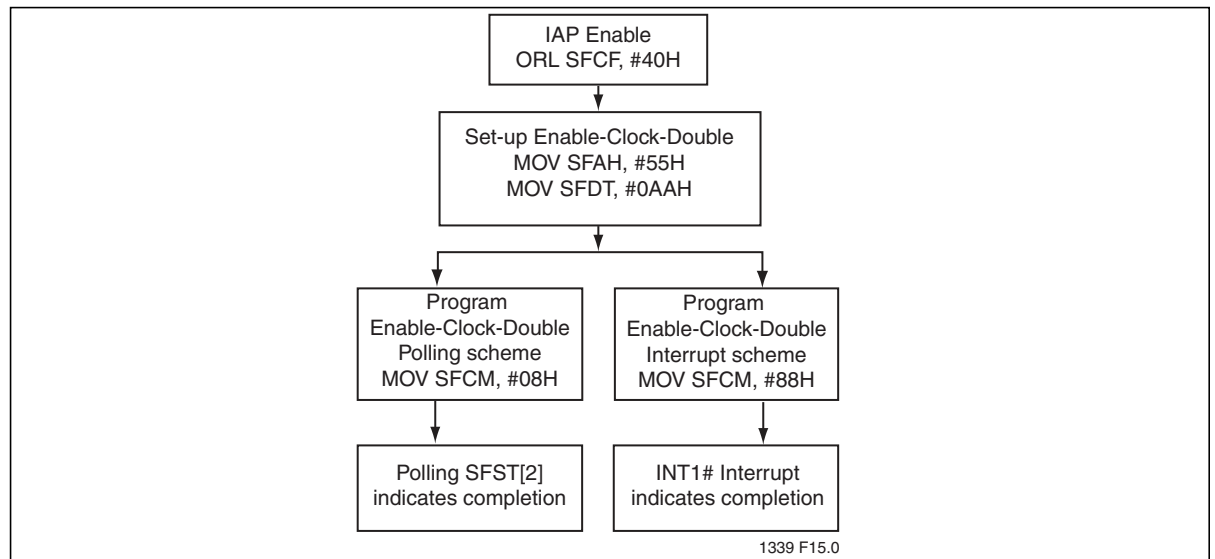 IAP Enable
ORL SFCF, #40H
Set-up Enable-Clock-Double
MOV SFAH, #55H
MOV SFDT, #0AAH
Program
Enable-Clock-Double
Polling scheme
MOV SFCM, #08H
Program
Enable-Clock-Double
Interrupt scheme
MOV SFCM, #88H
Polling SFST[2]
indicates completion
INT1# Interrupt
indicates completion
1339 F15.0